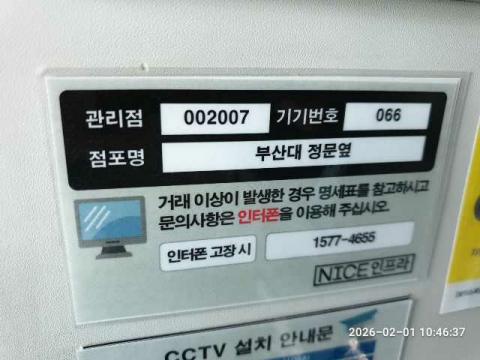 관리점 002007 기기번호 066
점포명 부산대 정문옆
거래 이상이 발생한 경우 명세표를 참고하시고
문의사항은 인터폰을 이용해 주십시오.
인터폰 고장 시 1577-4655
NICE인프라
CCTV 설치 안내문
2026-02-01 10:46:37